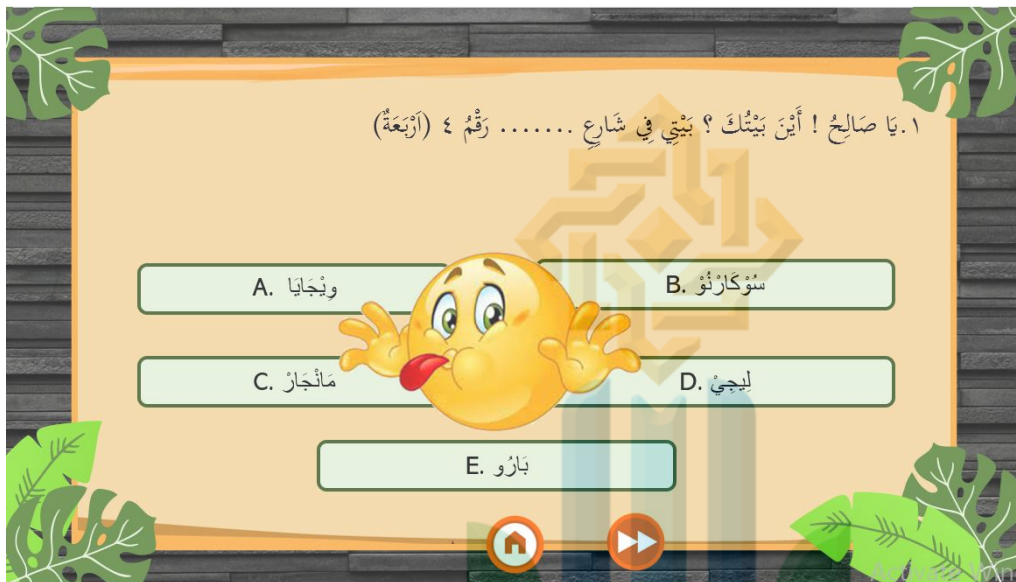 ١. يَا صَالِحُ ! أَيْنَ بَيْتُكَ ؟ بَيْتِي فِي شَارِعِ ....... رَقْمُ ٤ (اَرْبَعَةٌ)
A. وِيْجَايَا
B. سُوْكَارْنُوْ
C. مَانْجَارْ
D. لِيجِيْ
E. بَارُو